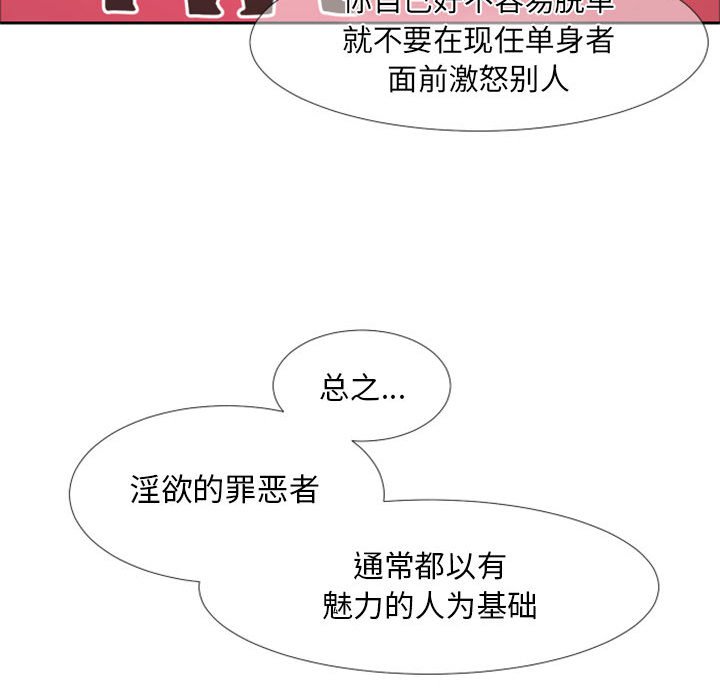 你自己好不容易脱单
就不要在现任单身者
面前激怒别人
总之...
淫欲的罪恶者
通常都以有
魅力的人为基础